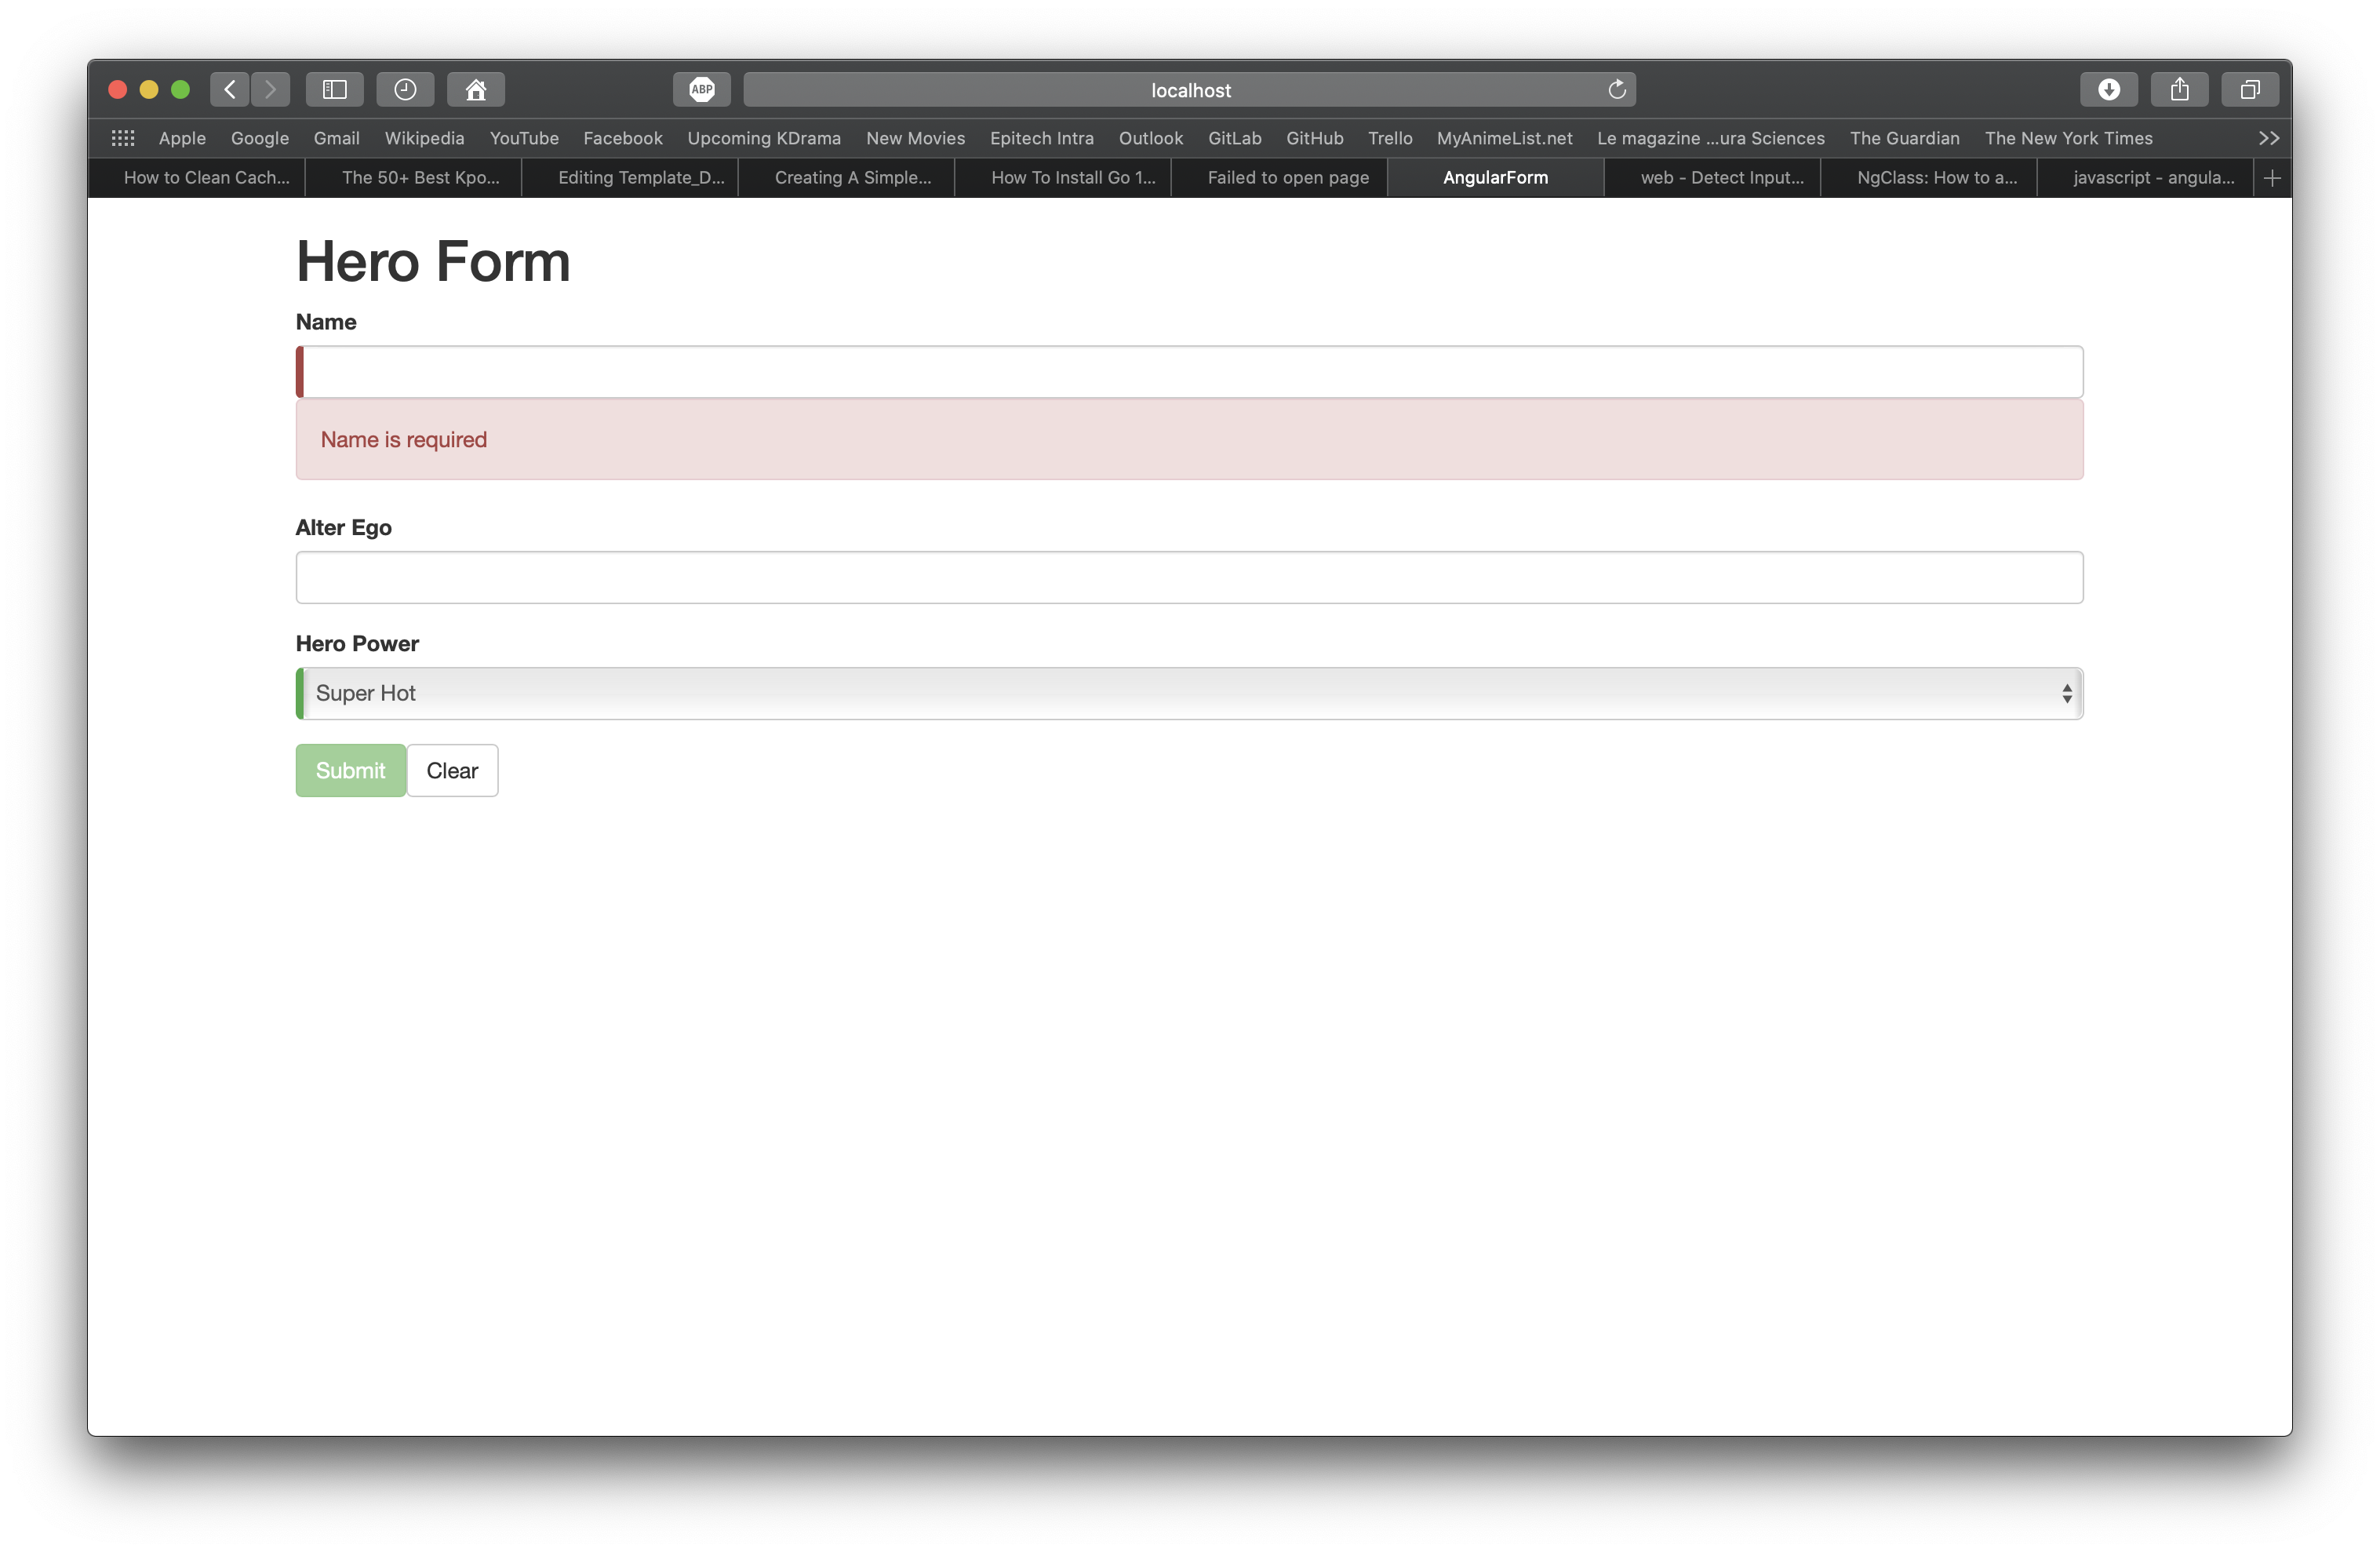 ABP
localhost
Apple Google Gmail Wikipedia YouTube Facebook Upcoming KDrama New Movies Epitech Intra Outlook GitLab GitHub Trello MyAnimeList.net Le magazine ...ura Sciences The Guardian The New York Times
How to Clean Cach... The 50+ Best Kpo... Editing Template_D... Creating A Simple... How To Install Go 1... Failed to open page AngularForm web - Detect Input... NgClass: How to a... javascript - angula...
Hero Form
Name
Name is required
Alter Ego
Hero Power
Super Hot
Submit Clear